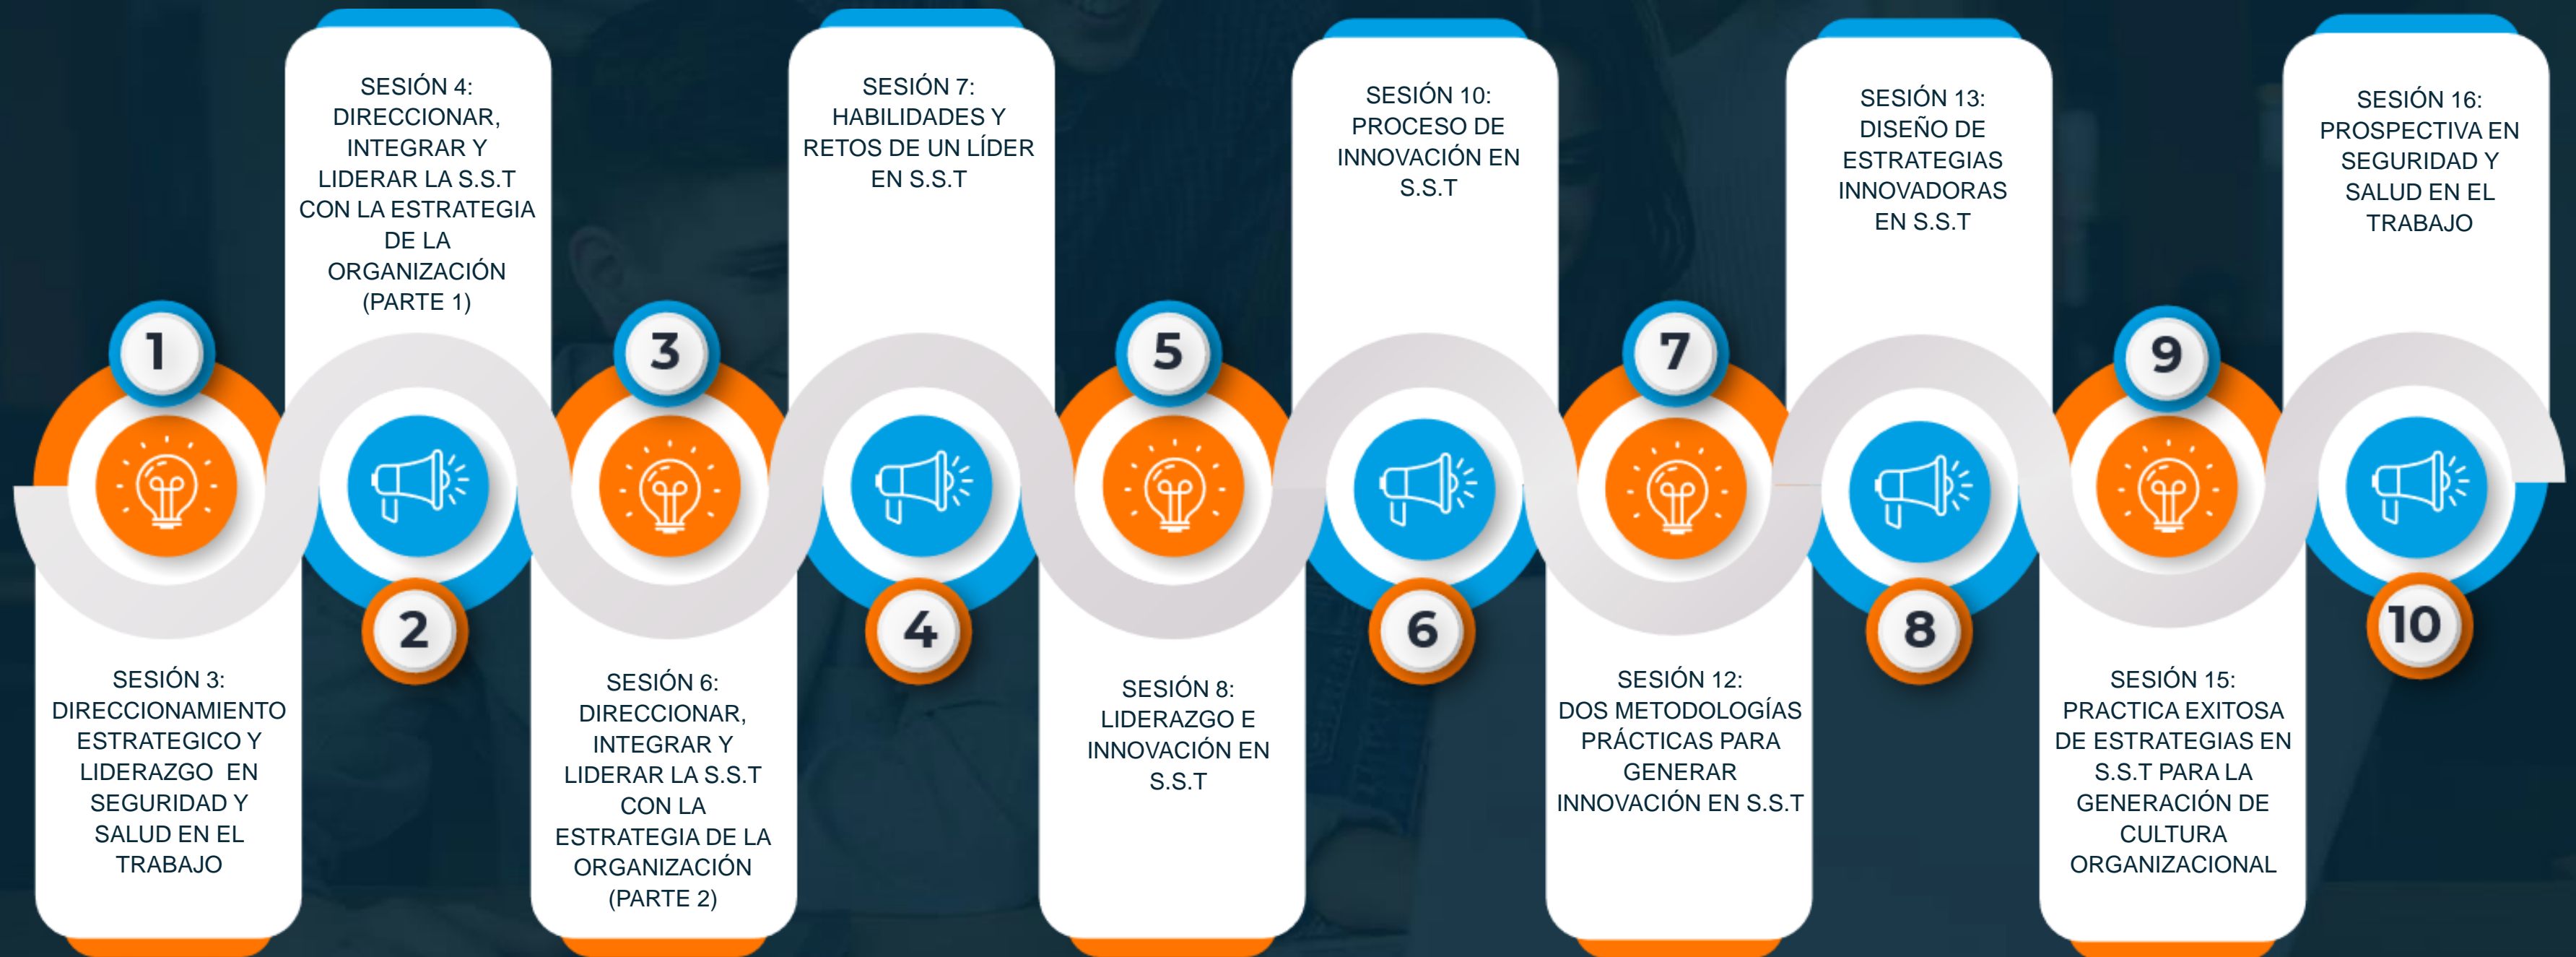 1
SESIÓN 3:
DIRECCIONAMIENTO
ESTRATEGICO Y
LIDERAZGO EN
SEGURIDAD Y
SALUD EN EL
TRABAJO
SESIÓN 4:
DIRECCIONAR,
INTEGRAR Y
LIDERAR LA S.S.T
CON LA ESTRATEGIA
DE LA
ORGANIZACIÓN
(PARTE 1)
2
3
SESIÓN 6:
DIRECCIONAR,
INTEGRAR Y
LIDERAR LA S.S.T
CON LA
ESTRATEGIA DE LA
ORGANIZACIÓN
(PARTE 2)
SESIÓN 7:
HABILIDADES Y
RETOS DE UN LÍDER
EN S.S.T
4
5
SESIÓN 8:
LIDERAZGO E
INNOVACIÓN EN
S.S.T
SESIÓN 10:
PROCESO DE
INNOVACIÓN EN
S.S.T
6
7
SESIÓN 12:
DOS METODOLOGÍAS
PRÁCTICAS PARA
GENERAR
INNOVACIÓN EN S.S.T
SESIÓN 13:
DISEÑO DE
ESTRATEGIAS
INNOVADORAS
EN S.S.T
8
9
SESIÓN 15:
PRACTICA EXITOSA
DE ESTRATEGIAS EN
S.S.T PARA LA
GENERACIÓN DE
CULTURA
ORGANIZACIONAL
SESIÓN 16:
PROSPECTIVA EN
SEGURIDAD Y
SALUD EN EL
TRABAJO
10